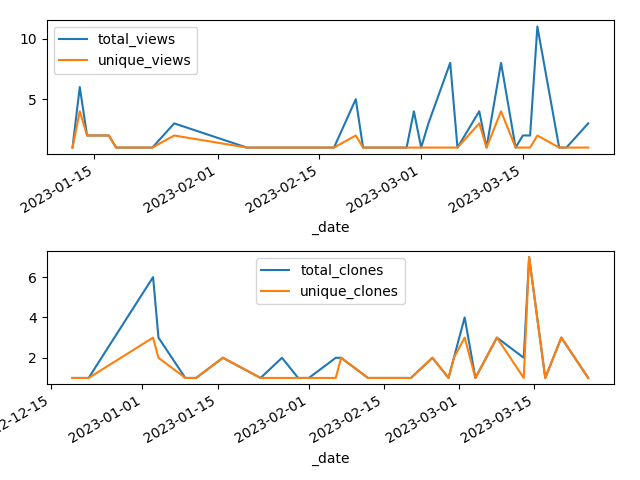 10
5
total_views
unique_views
2023-01-15
2023-02-01
2023-02-15
2023-03-01
2023-03-15
_date
6
4
2
total_clones
unique_clones
2-12-15
2023-01-01
2023-01-15
2023-02-01
2023-02-15
2023-03-01
2023-03-15
_date